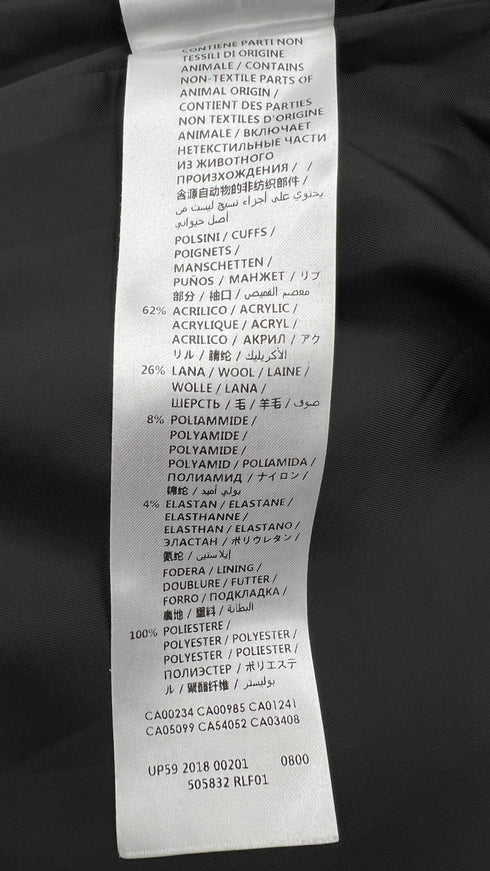 CONTIENE PARTI NON
TESSILI DI ORIGINE
ANIMALE / CONTAINS
NON-TEXTILE PARTS OF
ANIMAL ORIGIN /
CONTIENT DES PARTIES
NON TEXTILES D'ORIGINE
ANIMALE / ВКЛЮЧАЕТ
НЕТЕКСТИЛЬНЫЕ ЧАСТИ
ИЗ ЖИВОТНОГО
ПРОИЗХОЖДЕНИЯ / /
含源自动物的非纺织部件 /
يحتوي على أجزاء نسيج ليست من
أصل حيواني
POLSINI / CUFFS /
POIGNETS /
MANSCHETTEN /
PUÑOS / МАНЖЕТ / リブ
部分 / 袖口 / معصم القميص
62% ACRILICO / ACRYLIC /
ACRYLIQUE / ACRYL /
ACRILICO / АКРИЛ / アク
リル / 腈纶 / الأكريليك
26% LANA / WOOL / LAINE /
WOLLE / LANA /
ШЕРСТЬ / 毛 / 羊毛 / صوف
8% POLIAMMIDE /
POLYAMIDE /
POLYAMIDE /
POLYAMID / POLIAMIDA /
ПОЛИАМИД / ナイロン /
锦纶 / بولي أميد
4% ELASTAN / ELASTANE /
ELASTHANNE /
ELASTHAN / ELASTANO /
ЭЛАСТАН / ポリウレタン /
氨纶 / إيلاستين
FODERA / LINING /
DOUBLURE / FUTTER /
FORRO / ПОДКЛАДКА /
裏地 / 里料 / البطانة
100% POLIESTERE /
POLYESTER / POLYESTER /
POLYESTER / POLIESTER /
ПОЛИЭСТЕР / ポリエステ
ル / 聚酯纤维 / بوليستر
CA00234 CA00985 CA01241
CA05099 CA54052 CA03408
UP59 2018 00201 0800
505832 RLF01